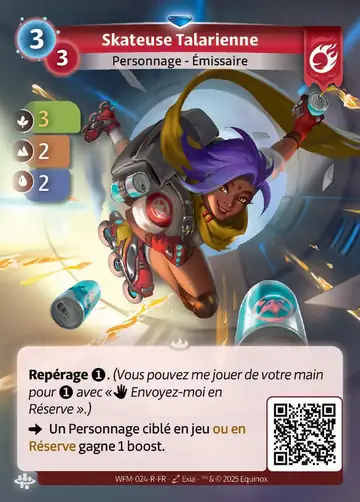 3
Skateuse Talarienne
3
Personnage - Émissaire
3
2
2
Repérage 1. (Vous pouvez me jouer de votre main
pour 1 avec « Envoyez-moi en
Réserve ».)
Un Personnage ciblé en jeu ou en
Réserve gagne 1 boost.
WFM-024-R-FR - Exia - ™ & © 2025 Equinox